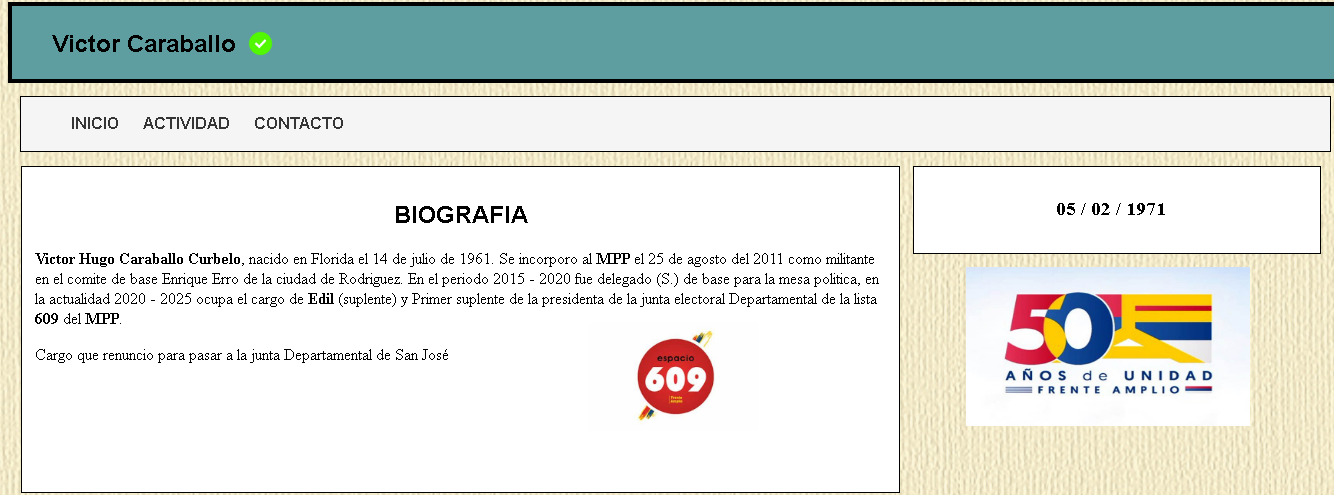 Victor Caraballo
INICIO ACTIVIDAD CONTACTO
BIOGRAFIA
Victor Hugo Caraballo Curbelo, nacido en Florida el 14 de julio de 1961. Se incorporo al MPP el 25 de agosto del 2011 como militante
en el comite de base Enrique Erro de la ciudad de Rodriguez. En el periodo 2015 - 2020 fue delegado (S.) de base para la mesa politica, en
la actualidad 2020 - 2025 ocupa el cargo de Edil (suplente) y Primer suplente de la presidenta de la junta electoral Departamental de la lista
609 del MPP.
Cargo que renuncio para pasar a la junta Departamental de San José
espacio
609
Frente
Amplio
05 / 02 / 1971
50
AÑOS de UNIDAD
FRENTE AMPLIO